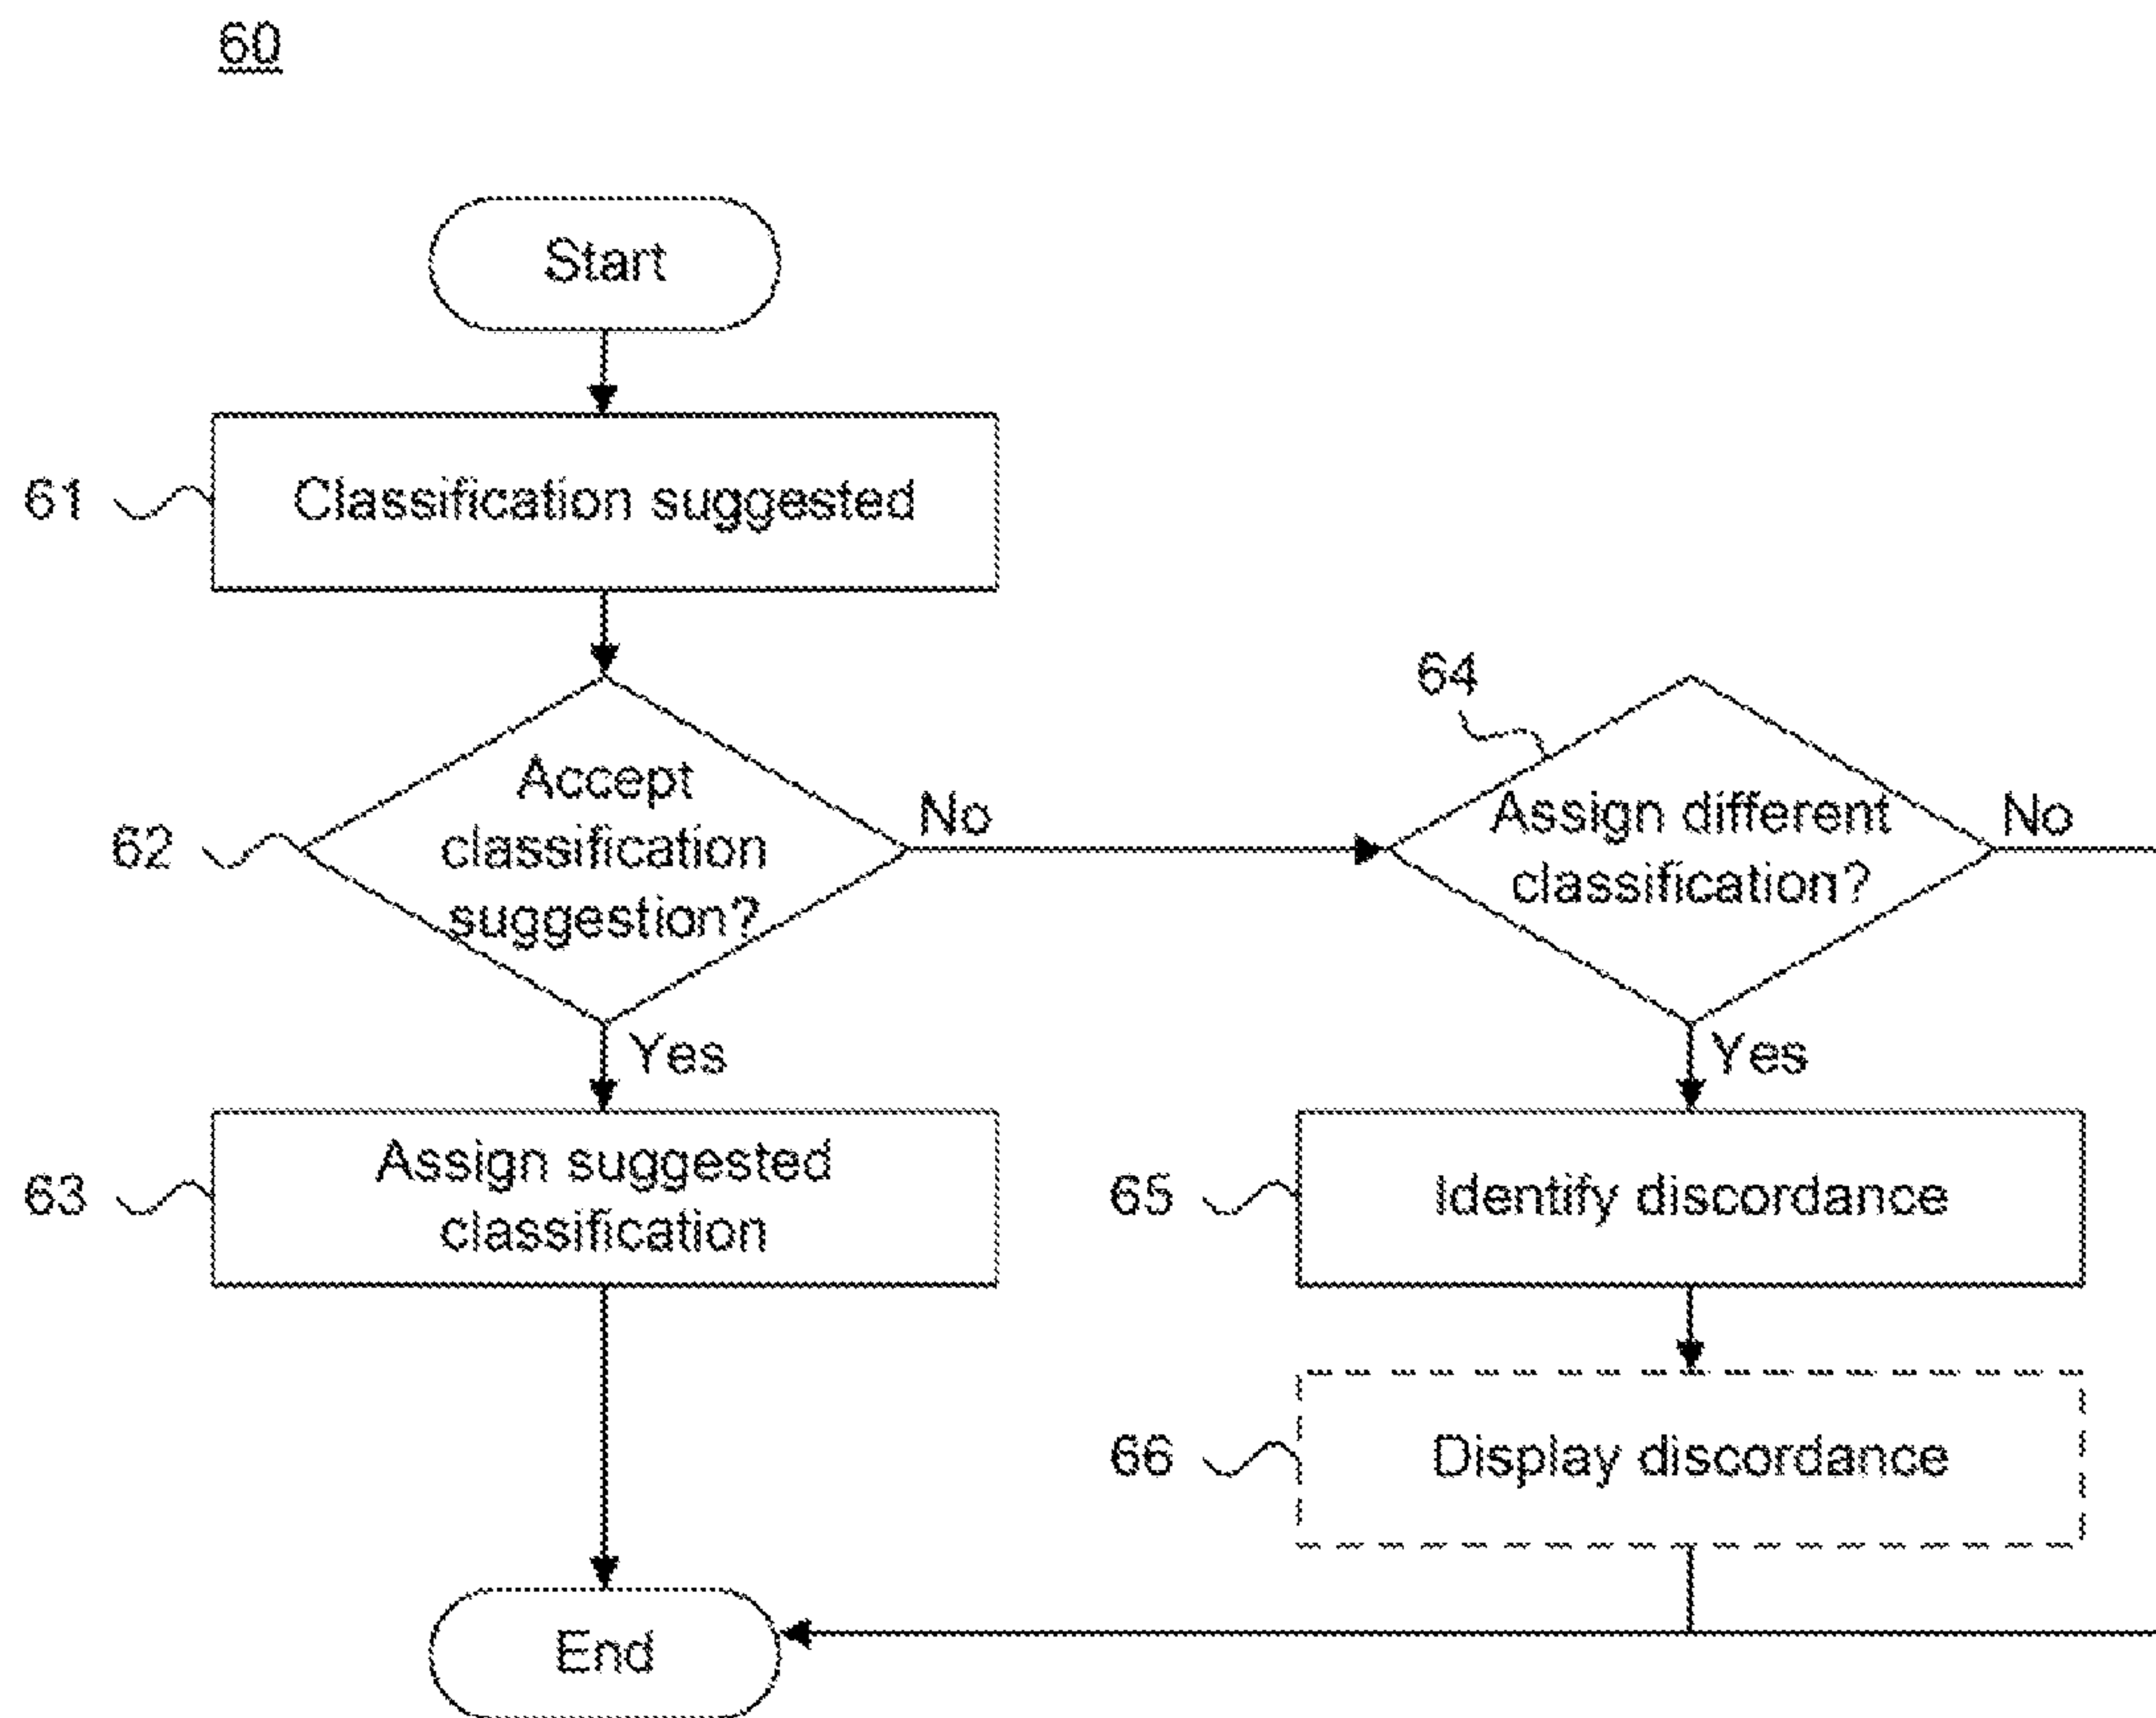 60
Start
61
Classification suggested
62
Accept
classification
suggestion?
No
Yes
64
Assign different
classification?
No
Yes
63
Assign suggested
classification
65
Identify discordance
66
Display discordance
End